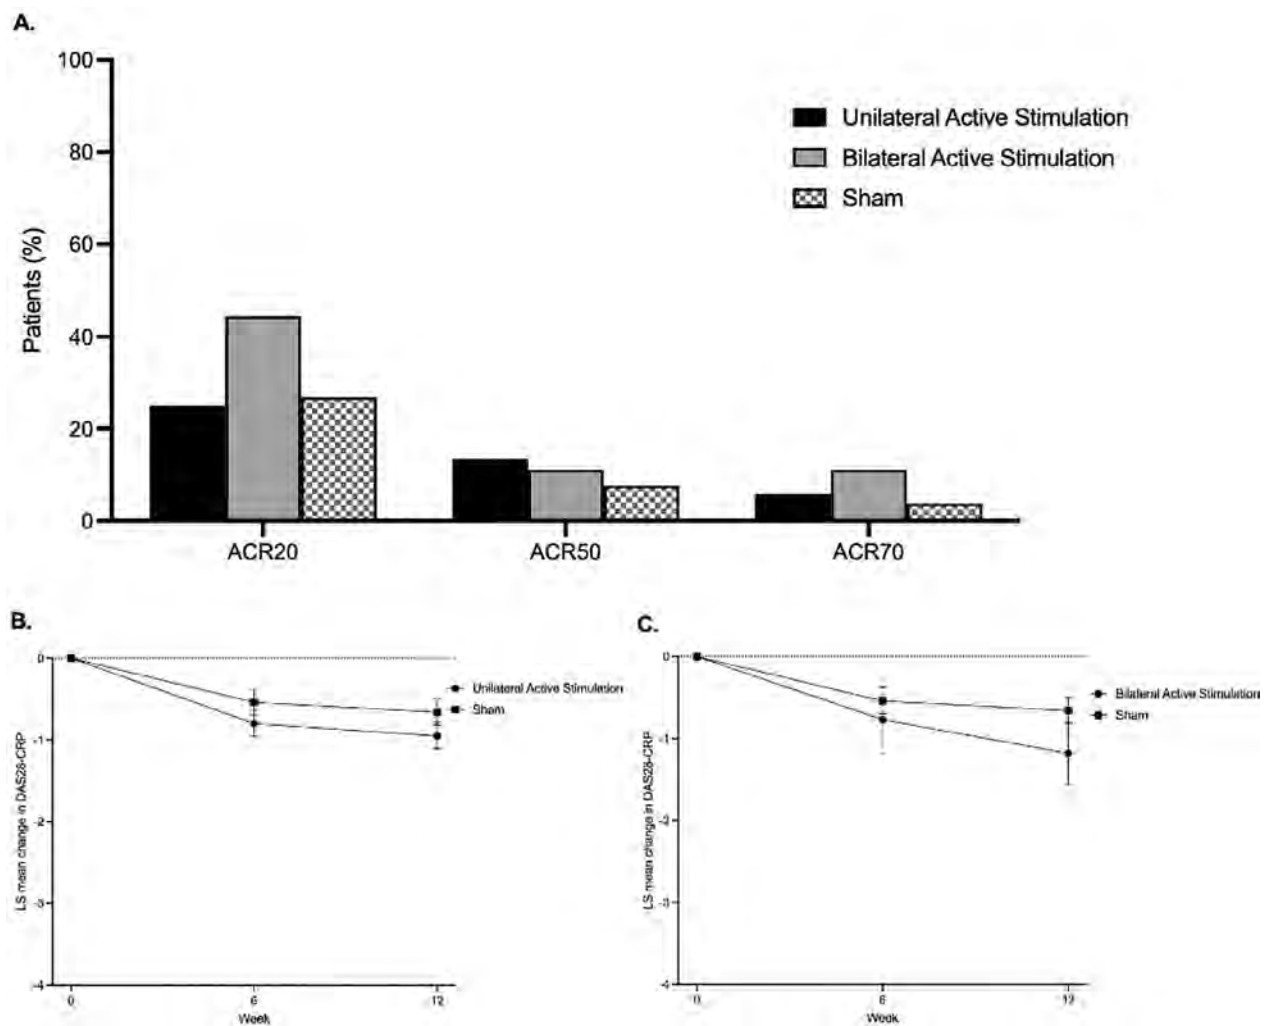 A.
100
80
60
40
20
0
Patients (%)
Unilateral Active Stimulation
Bilateral Active Stimulation
Sham
ACR20
ACR50
ACR70
B.
0
-1
-2
-3
-4
LS mean change in DAS28-CRP
Unilateral Active Stimulation
Sham
0
6
12
Week
C.
0
-1
-2
-3
-4
LS mean change in DAS28-CRP
Bilateral Active Stimulation
Sham
0
6
12
Week